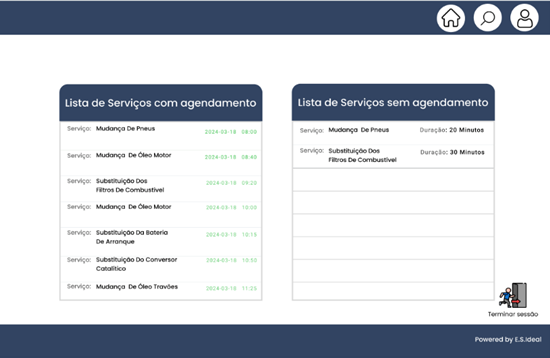 Lista de Serviços com agendamento
Serviço: Mudança De Pneus 2024-03-18 08:00
Serviço: Mudança De Óleo Motor 2024-03-18 08:40
Serviço: Substituição Dos
Filtros De Combustível 2024-03-18 09:20
Serviço: Mudança De Óleo Motor 2024-03-18 10:00
Serviço: Substituição Da Bateria
De Arranque 2024-03-18 10:15
Serviço: Substituição Do Conversor
Catalítico 2024-03-18 10:50
Serviço: Mudança De Óleo Travões 2024-03-18 11:25
Lista de Serviços sem agendamento
Serviço: Mudança De Pneus Duração: 20 Minutos
Serviço: Substituição Dos
Filtros De Combustível Duração: 30 Minutos
Terminar sessão
Powered by E.S.Ideal